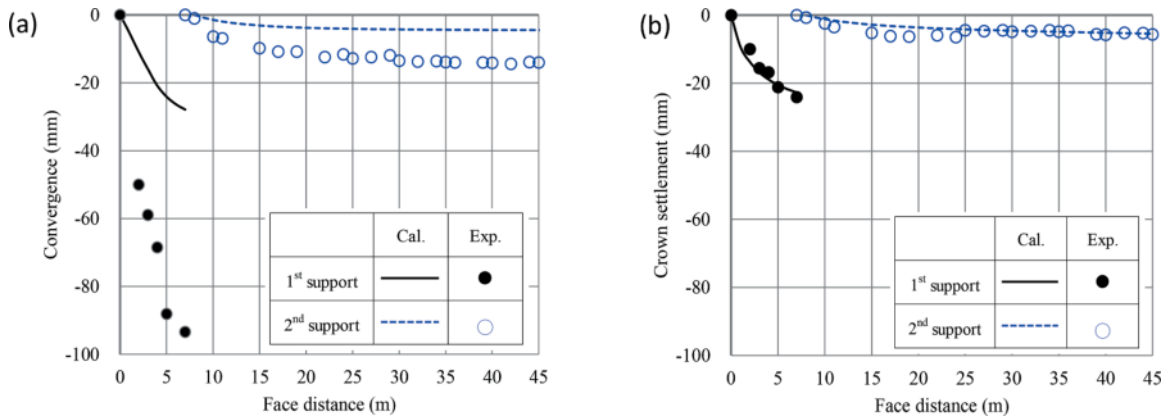 (a)
Convergence (mm)
0
-20
-40
-60
-80
-100
Cal. Exp.
1st support
2nd support
0 5 10 15 20 25 30 35 40 45
Face distance (m)
(b)
Crown settlement (mm)
0
-20
-40
-60
-80
-100
Cal. Exp.
1st support
2nd support
0 5 10 15 20 25 30 35 40 45
Face distance (m)